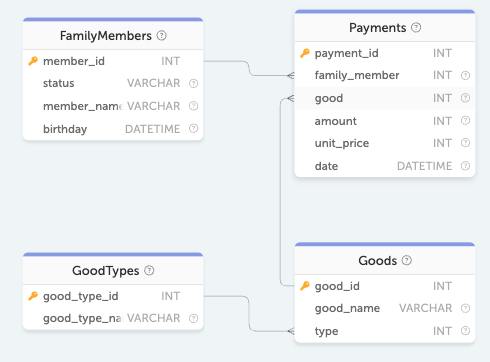 FamilyMembers
member_id INT
status VARCHAR
member_name VARCHAR
birthday DATETIME
Payments
payment_id INT
family_member INT
good INT
amount INT
unit_price INT
date DATETIME
GoodTypes
good_type_id INT
good_type_na VARCHAR
Goods
good_id INT
good_name VARCHAR
type INT